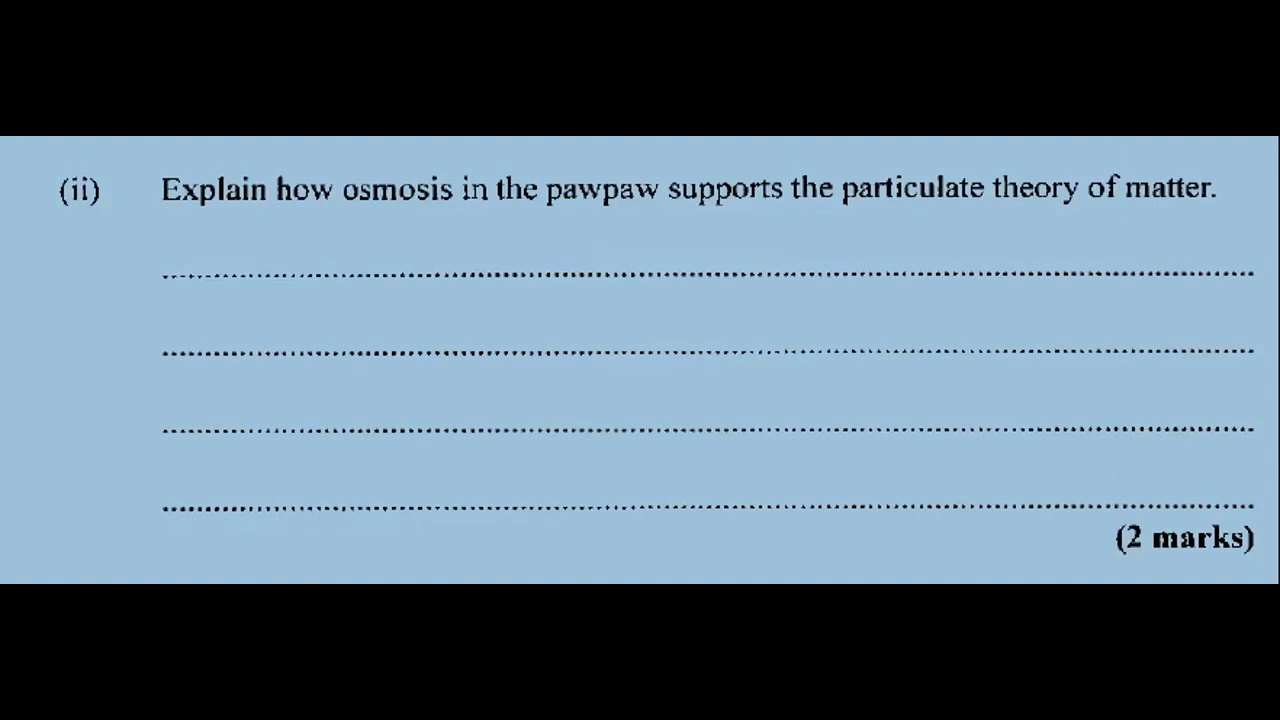 (ii) Explain how osmosis in the pawpaw supports the particulate theory of matter.
(2 marks)